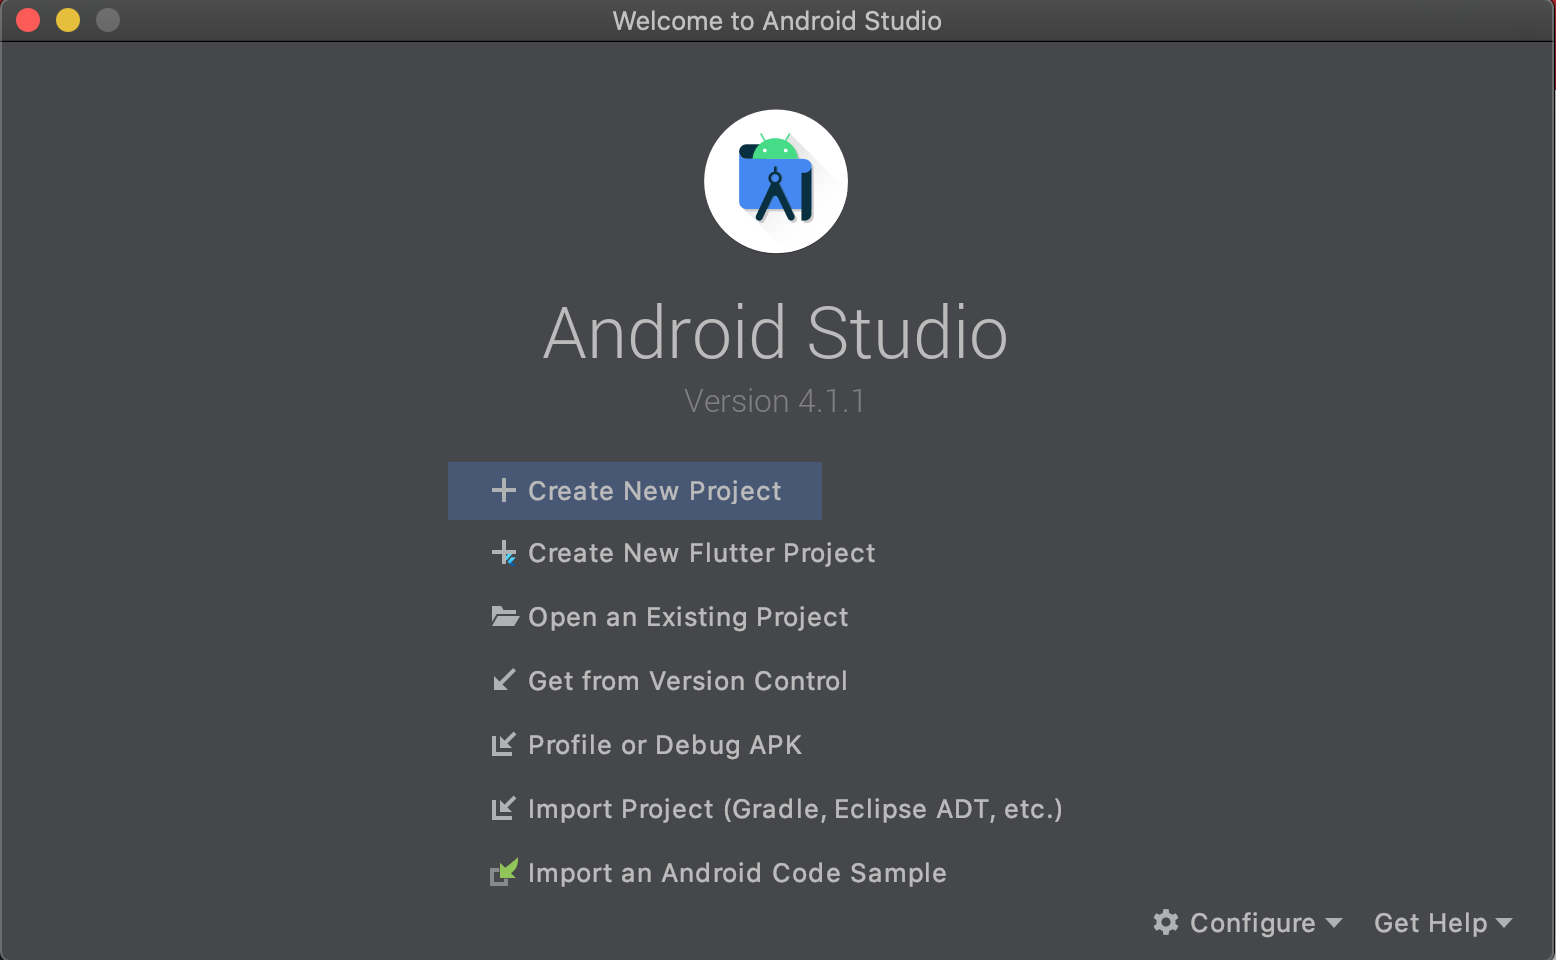 Welcome to Android Studio
Android Studio
Version 4.1.1
Create New Project
Create New Flutter Project
Open an Existing Project
Get from Version Control
Profile or Debug APK
Import Project (Gradle, Eclipse ADT, etc.)
Import an Android Code Sample
Configure Get Help